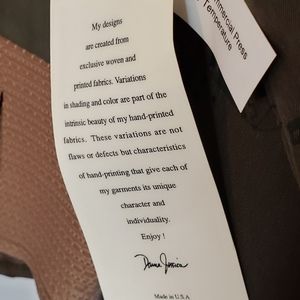 My designs
are created from
exclusive woven and
printed fabrics. Variations
in shading and color are part of the
intrinsic beauty of my hand-printed
fabrics. These variations are not
flaws or defects but characteristics
of hand-printing that give each of
my garments its unique
character and
individuality.
Enjoy !
Made in U.S.A
Commercial Press
Temperature